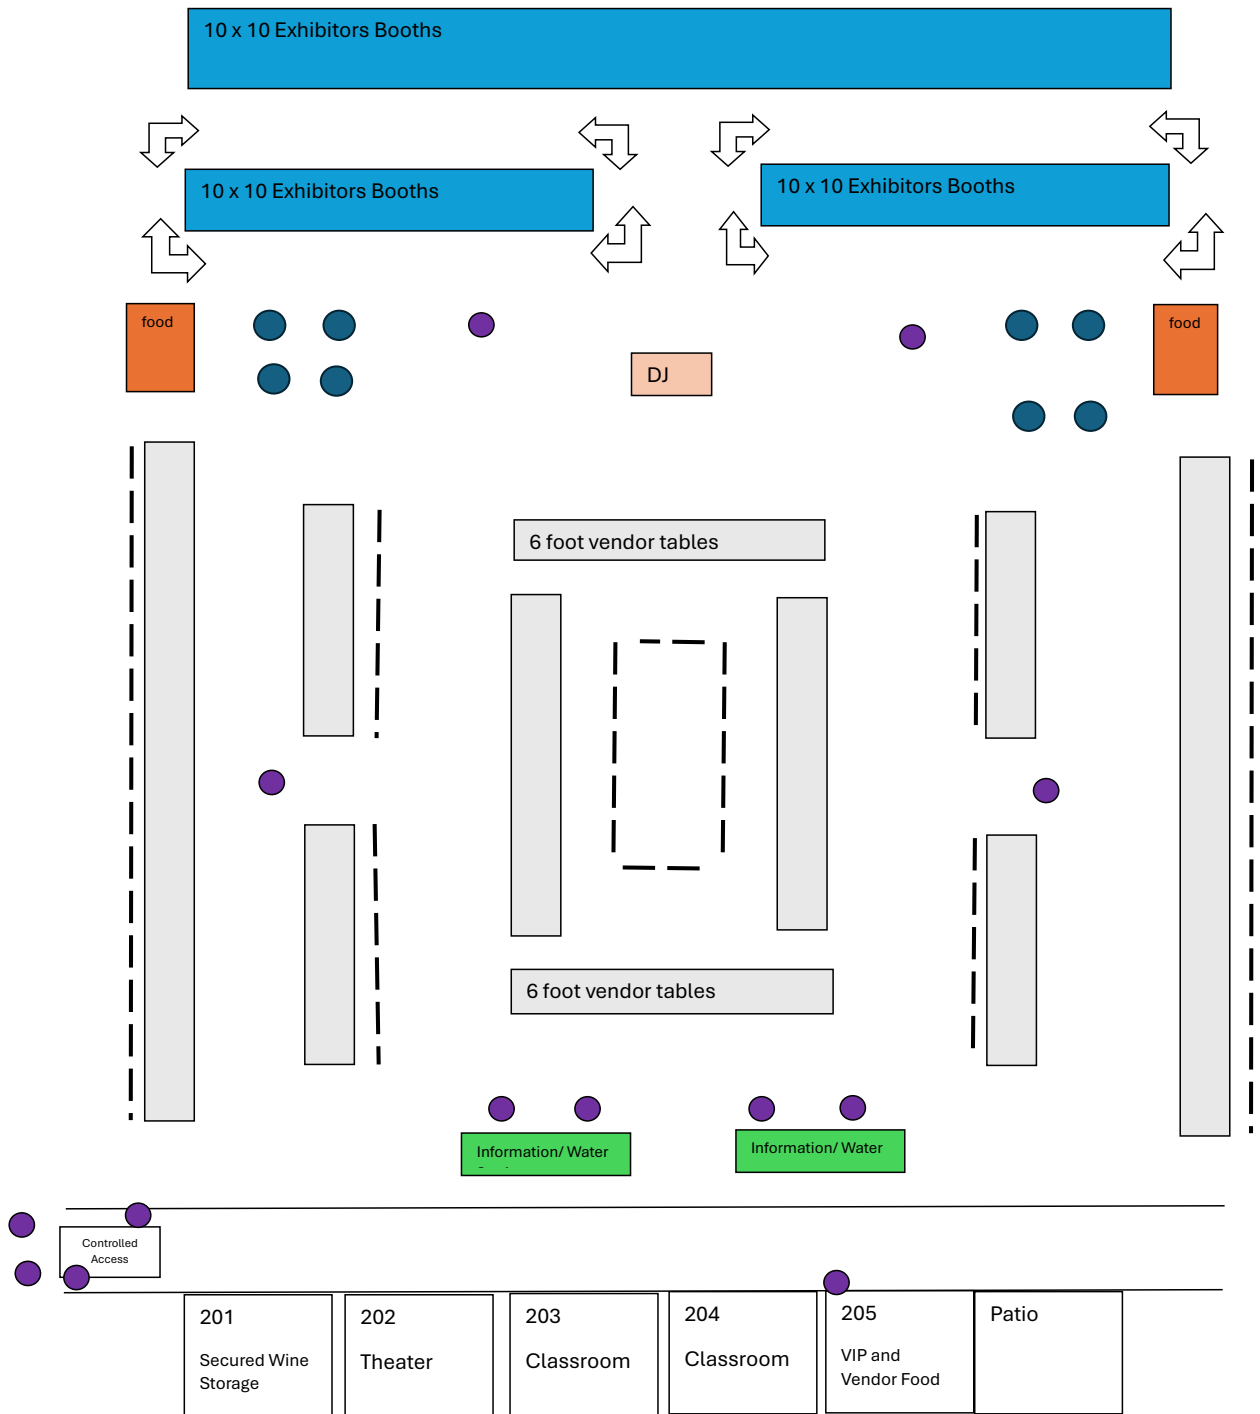 10 x 10 Exhibitors Booths
10 x 10 Exhibitors Booths
10 x 10 Exhibitors Booths
food
food
DJ
6 foot vendor tables
6 foot vendor tables
Information/ Water
Information/ Water
Controlled
Access
201
Secured Wine
Storage
202
Theater
203
Classroom
204
Classroom
205
VIP and
Vendor Food
Patio